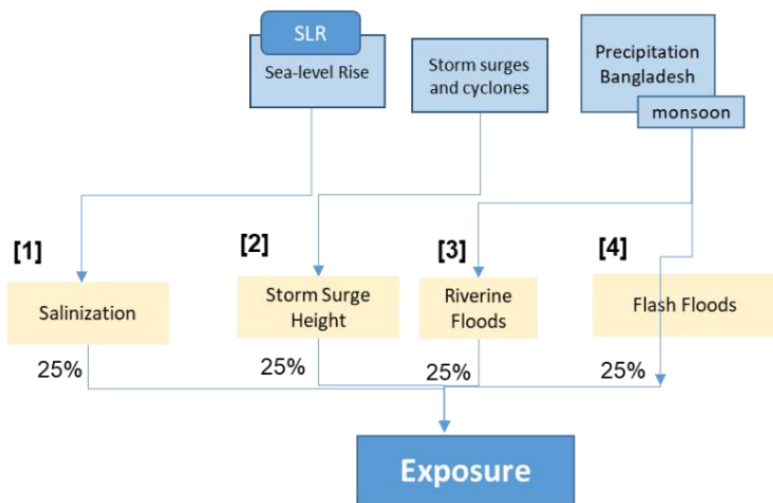 SLR
Sea-level Rise
Storm surges
and cyclones
Precipitation
Bangladesh
monsoon
[1]
[2]
[3]
[4]
Salinization
Storm Surge
Height
Riverine
Floods
Flash Floods
25%
25%
25%
25%
Exposure